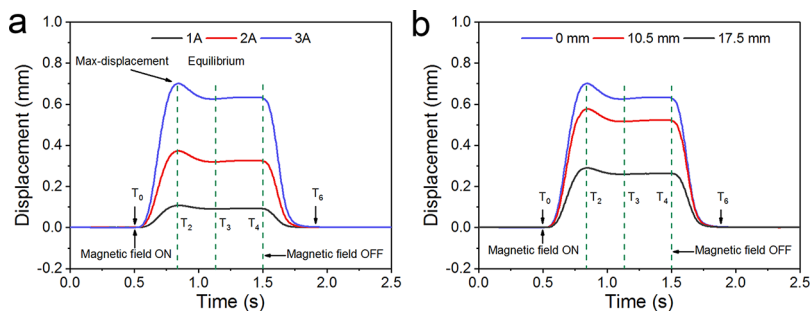 a
1A 2A 3A
Max-displacement Equilibrium
T0 T2 T3 T4 T6
Magnetic field ON Magnetic field OFF
Displacement (mm)
1.0
0.8
0.6
0.4
0.2
0.0
-0.2
0.0 0.5 1.0 1.5 2.0 2.5
Time (s)
b
0 mm 10.5 mm 17.5 mm
T0 T2 T3 T4 T6
Magnetic field ON Magnetic field OFF
Displacement (mm)
1.0
0.8
0.6
0.4
0.2
0.0
-0.2
0.0 0.5 1.0 1.5 2.0 2.5
Time (s)